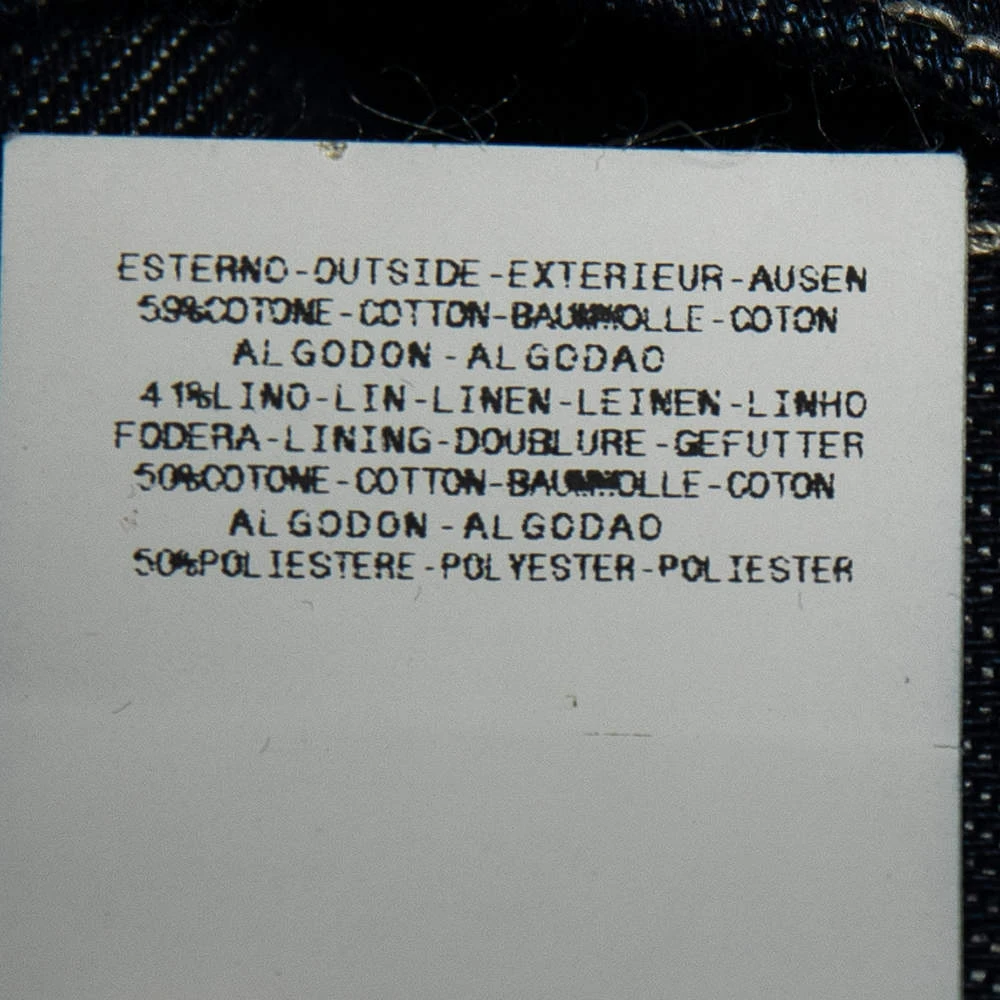 ESTERNO-OUTSIDE-EXTERIEUR-AUSEN
59%COTONE-COTTON-BAUMWOLLE-COTON
ALGODON-ALGODAO
41%LINO-LIN-LINEN-LEINEN-LINHO
FODERA-LINING-DOUBLURE-GEFUTTER
50%COTONE-COTTON-BAUMWOLLE-COTON
ALGODON-ALGODAO
50%POLIESTERE-POLYESTER-POLIESTER